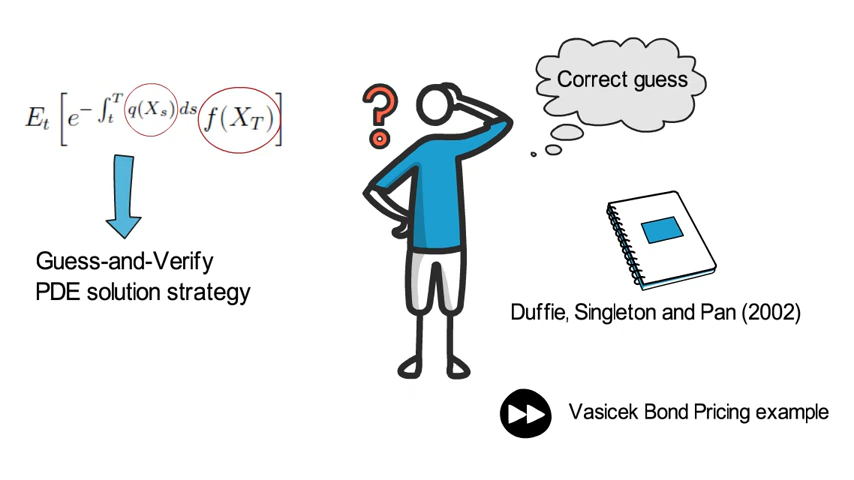 E_t [ e^{- ∫_t^T q(X_s) ds} f(X_T) ]
Guess-and-Verify
PDE solution strategy
?
Correct guess
Duffie, Singleton and Pan (2002)
Vasicek Bond Pricing example